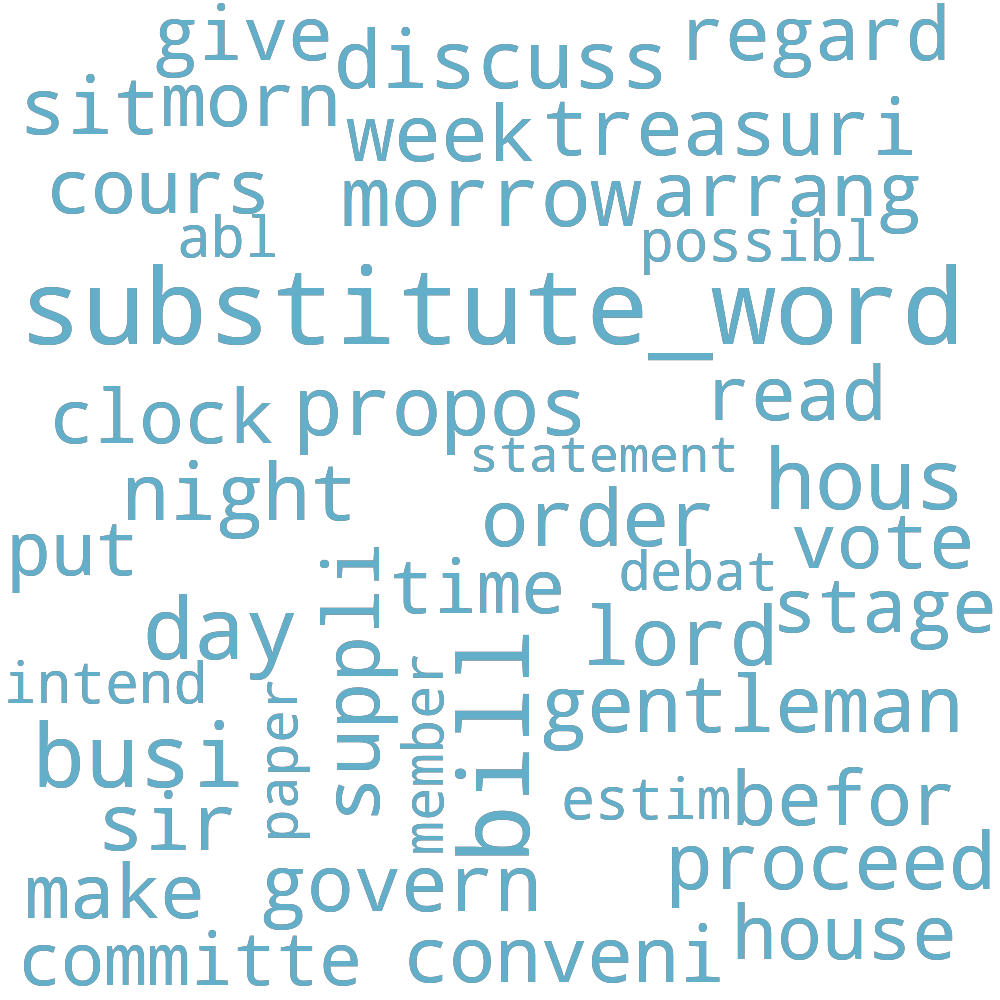 give discuss regard
sit morn week treasuri
cours morrow arrang
abl possibl
substitute_word
clock propos read
statement
night order hous
put vote
suppli time debat
day lord stage
intend
paper member bill gentleman
busi
sir estim befor
make govern proceed
committe conveni house